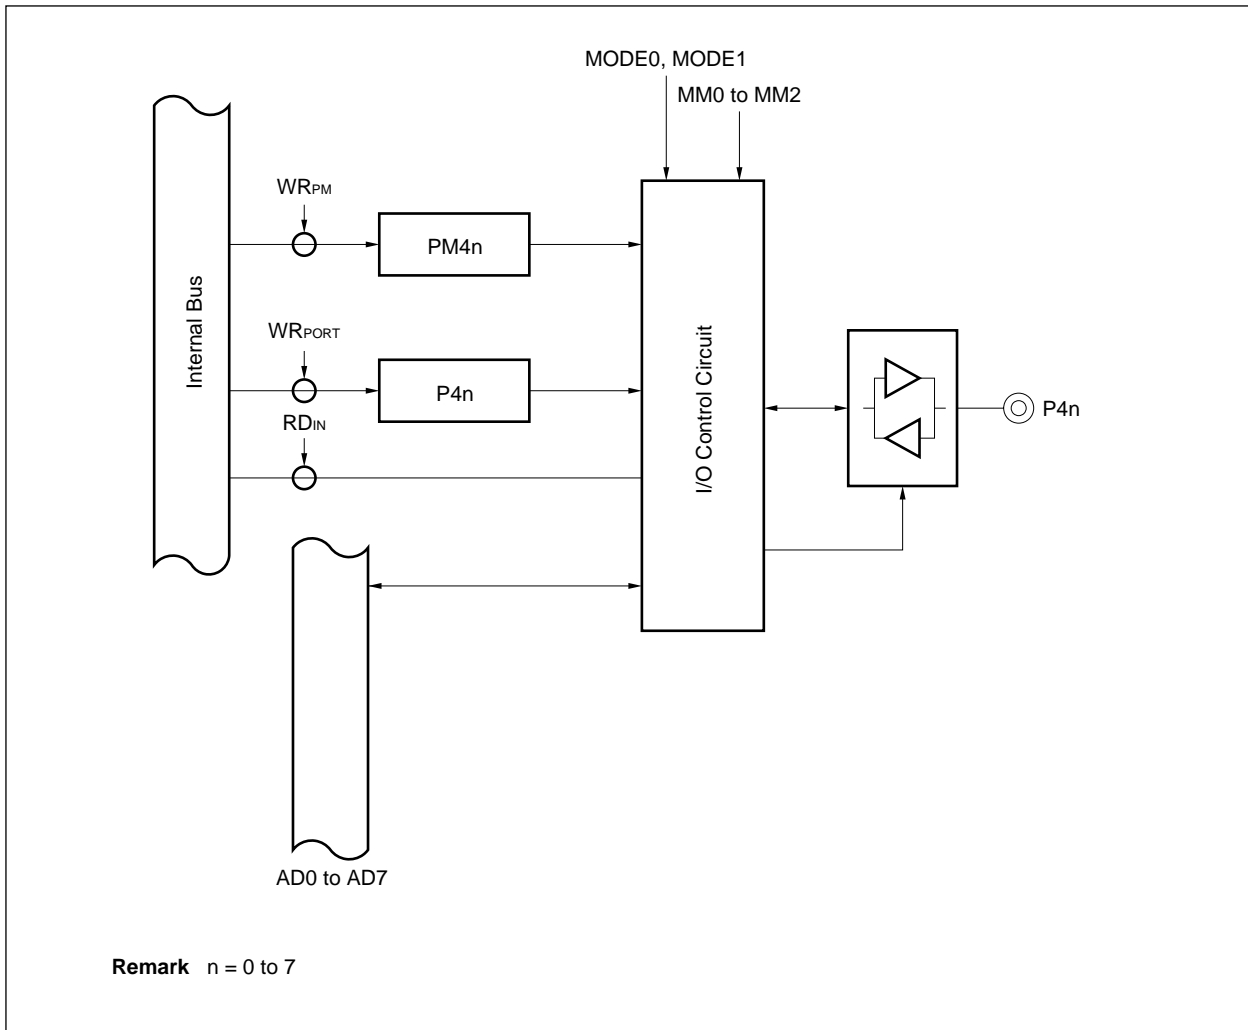 MODE0, MODE1
MM0 to MM2
WRPM
PM4n
Internal Bus
WRPORT
P4n
RDIN
I/O Control Circuit
P4n
AD0 to AD7
Remark n = 0 to 7